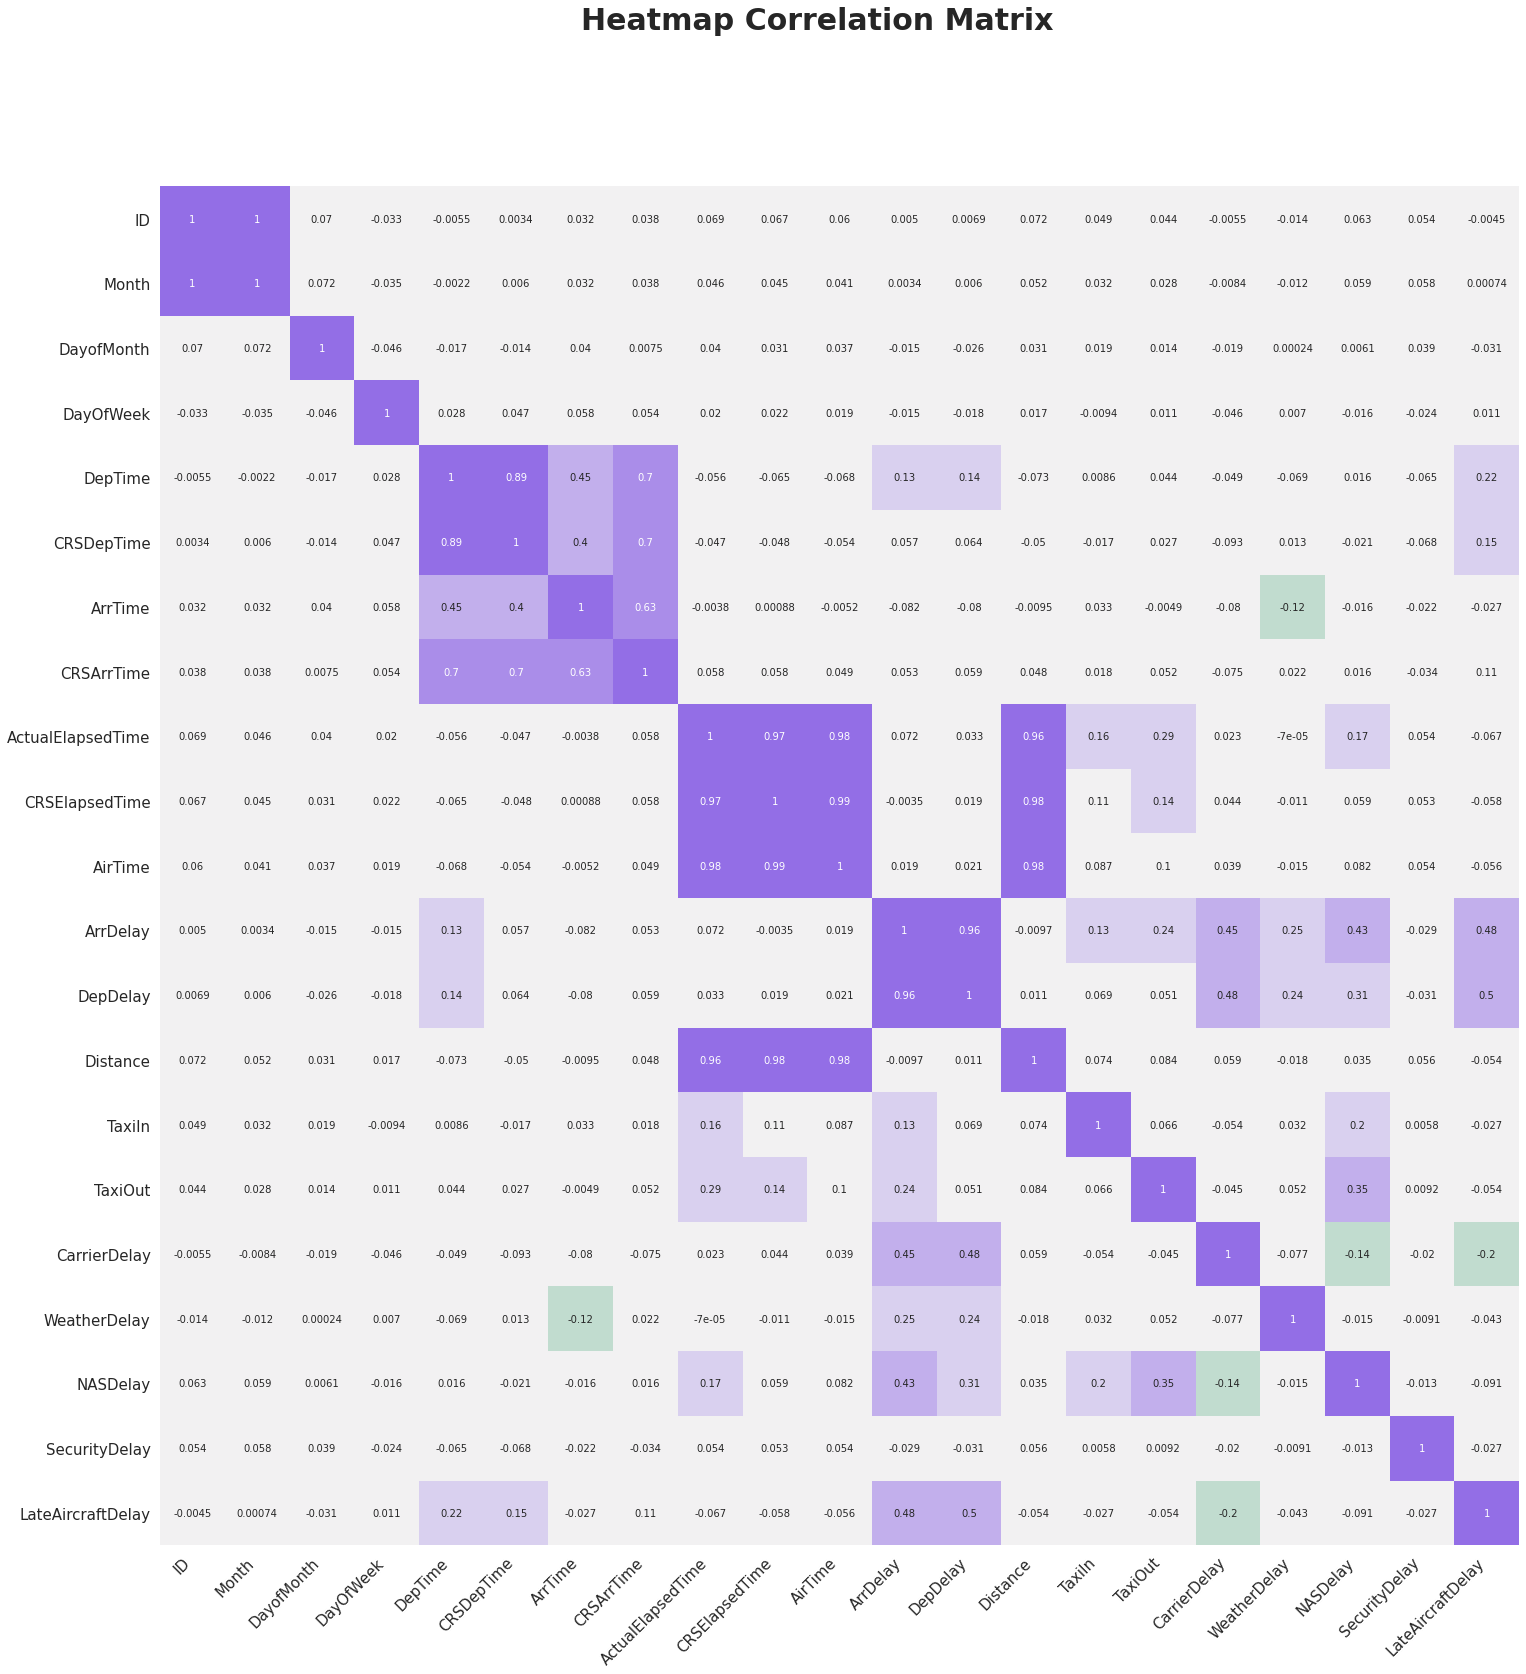 Heatmap Correlation Matrix
ID 1 1 0.07 -0.033 -0.0055 0.0034 0.032 0.038 0.069 0.067 0.06 0.005 0.0069 0.072 0.049 0.044 -0.0055 -0.014 0.063 0.054 -0.0045
Month 1 1 0.072 -0.035 -0.0022 0.006 0.032 0.038 0.046 0.045 0.041 0.0034 0.006 0.052 0.032 0.028 -0.0084 -0.012 0.059 0.058 0.00074
DayofMonth 0.07 0.072 1 -0.046 -0.017 -0.014 0.04 0.0075 0.04 0.031 0.037 -0.015 -0.026 0.031 0.019 0.014 -0.019 0.00024 0.0061 0.039 -0.031
DayOfWeek -0.033 -0.035 -0.046 1 0.028 0.047 0.058 0.054 0.02 0.022 0.019 -0.015 -0.018 0.017 -0.0094 0.011 -0.046 0.007 -0.016 -0.024 0.011
DepTime -0.0055 -0.0022 -0.017 0.028 1 0.89 0.45 0.7 -0.056 -0.065 -0.068 0.13 0.14 -0.073 0.0086 0.044 -0.049 -0.069 0.016 -0.065 0.22
CRSDepTime 0.0034 0.006 -0.014 0.047 0.89 1 0.4 0.7 -0.047 -0.048 -0.054 0.057 0.064 -0.05 -0.017 0.027 -0.093 0.013 -0.021 -0.068 0.15
ArrTime 0.032 0.032 0.04 0.058 0.45 0.4 1 0.63 -0.0038 0.00088 -0.0052 -0.082 -0.08 -0.0095 0.033 -0.0049 -0.08 -0.12 -0.016 -0.022 -0.027
CRSArrTime 0.038 0.038 0.0075 0.054 0.7 0.7 0.63 1 0.058 0.058 0.049 0.053 0.059 0.048 0.018 0.052 -0.075 0.022 0.016 -0.034 0.11
ActualElapsedTime 0.069 0.046 0.04 0.02 -0.056 -0.047 -0.0038 0.058 1 0.97 0.98 0.072 0.033 0.96 0.16 0.29 0.023 -7e-05 0.17 0.054 -0.067
CRSElapsedTime 0.067 0.045 0.031 0.022 -0.065 -0.048 0.00088 0.058 0.97 1 0.99 -0.0035 0.019 0.98 0.11 0.14 0.044 -0.011 0.059 0.053 -0.058
AirTime 0.06 0.041 0.037 0.019 -0.068 -0.054 -0.0052 0.049 0.98 0.99 1 0.019 0.021 0.98 0.087 0.1 0.039 -0.015 0.082 0.054 -0.056
ArrDelay 0.005 0.0034 -0.015 -0.015 0.13 0.057 -0.082 0.053 0.072 -0.0035 0.019 1 0.96 -0.0097 0.13 0.24 0.45 0.25 0.43 -0.029 0.48
DepDelay 0.0069 0.006 -0.026 -0.018 0.14 0.064 -0.08 0.059 0.033 0.019 0.021 0.96 1 0.011 0.069 0.051 0.48 0.24 0.31 -0.031 0.5
Distance 0.072 0.052 0.031 0.017 -0.073 -0.05 -0.0095 0.048 0.96 0.98 0.98 -0.0097 0.011 1 0.074 0.084 0.059 -0.018 0.035 0.056 -0.054
TaxiIn 0.049 0.032 0.019 -0.0094 0.0086 -0.017 0.033 0.018 0.16 0.11 0.087 0.13 0.069 0.074 1 0.066 -0.054 0.032 0.2 0.0058 -0.027
TaxiOut 0.044 0.028 0.014 0.011 0.044 0.027 -0.0049 0.052 0.29 0.14 0.1 0.24 0.051 0.084 0.066 1 -0.045 0.052 0.35 0.0092 -0.054
CarrierDelay -0.0055 -0.0084 -0.019 -0.046 -0.049 -0.093 -0.08 -0.075 0.023 0.044 0.039 0.45 0.48 0.059 -0.054 -0.045 1 -0.077 -0.14 -0.02 -0.2
WeatherDelay -0.014 -0.012 0.00024 0.007 -0.069 0.013 -0.12 0.022 -7e-05 -0.011 -0.015 0.25 0.24 -0.018 0.032 0.052 -0.077 1 -0.015 -0.0091 -0.043
NASDelay 0.063 0.059 0.0061 -0.016 0.016 -0.021 -0.016 0.016 0.17 0.059 0.082 0.43 0.31 0.035 0.2 0.35 -0.14 -0.015 1 -0.013 -0.091
SecurityDelay 0.054 0.058 0.039 -0.024 -0.065 -0.068 -0.022 -0.034 0.054 0.053 0.054 -0.029 -0.031 0.056 0.0058 0.0092 -0.02 -0.0091 -0.013 1 -0.027
LateAircraftDelay -0.0045 0.00074 -0.031 0.011 0.22 0.15 -0.027 0.11 -0.067 -0.058 -0.056 0.48 0.5 -0.054 -0.027 -0.054 -0.2 -0.043 -0.091 -0.027 1
ID Month DayofMonth DayOfWeek DepTime CRSDepTime ArrTime CRSArrTime ActualElapsedTime CRSElapsedTime AirTime ArrDelay DepDelay Distance TaxiIn TaxiOut CarrierDelay WeatherDelay NASDelay SecurityDelay LateAircraftDelay